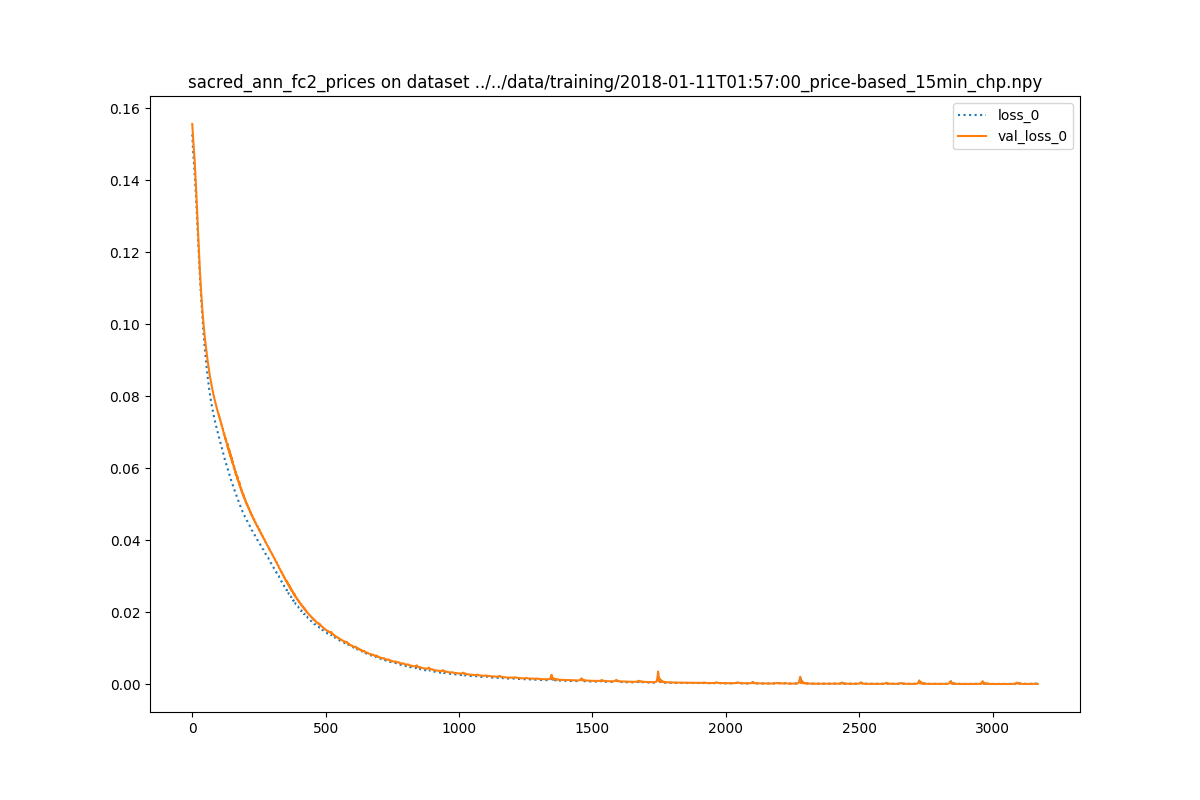 sacred_ann_fc2_prices on dataset ../../data/training/2018-01-11T01:57:00_price-based_15min_chp.npy
loss_0
val_loss_0
0.16
0.14
0.12
0.10
0.08
0.06
0.04
0.02
0.00
0 500 1000 1500 2000 2500 3000